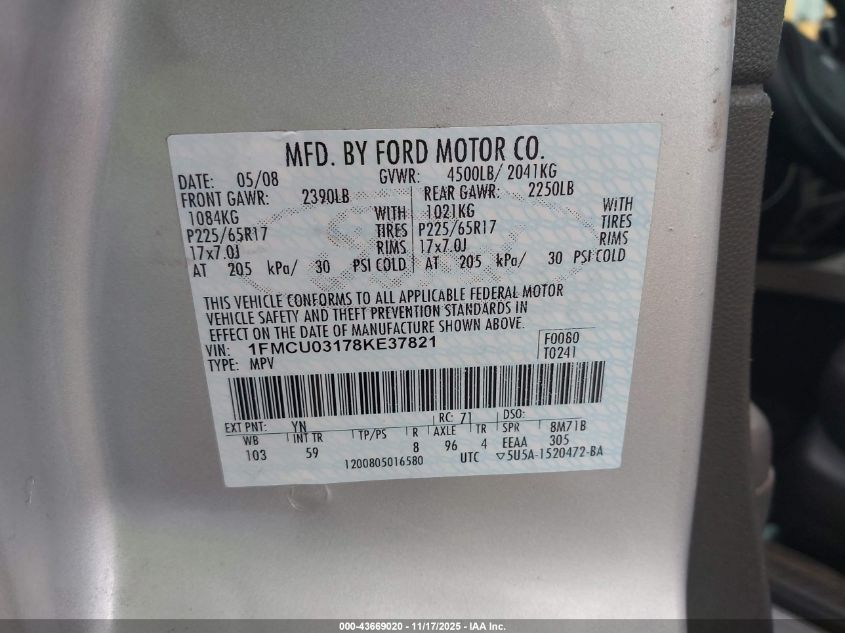 MFD. BY FORD MOTOR CO.
DATE: 05/08 GVWR: 4500LB/ 2041KG
FRONT GAWR: 2390LB REAR GAWR: 2250LB
1084KG WITH 1021KG WITH
P225/65R17 TIRES P225/65R17 TIRES
17x7.0J RIMS 17x7.0J RIMS
AT 205 kPa/ 30 PSI COLD AT 205 kPa/ 30 PSI COLD
THIS VEHICLE CONFORMS TO ALL APPLICABLE FEDERAL MOTOR
VEHICLE SAFETY AND THEFT PREVENTION STANDARDS IN
EFFECT ON THE DATE OF MANUFACTURE SHOWN ABOVE.
VIN: 1FMCU03178KE37821 F0080
TYPE: MPV T0241
EXT PNT: YN RC: 71 DSO:
WB INT TR TP/PS R AXLE TR SPR 8M71B
103 59 8 96 4 EEAA 305
1200805016580 UTC ▽5U5A-1520472-BA
000-43669020 - 11/17/2025 - IAA Inc.